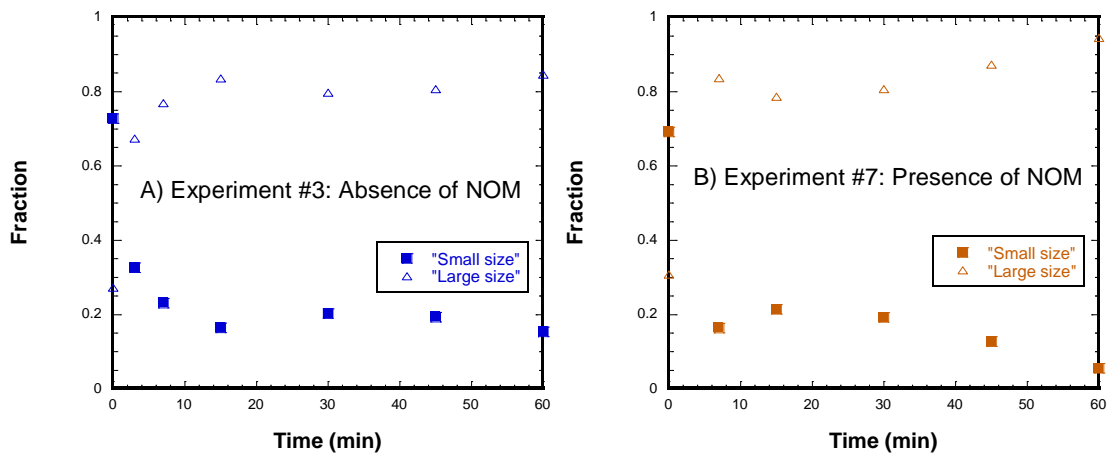 1
0.8
0.6
0.4
0.2
0
Fraction
A) Experiment #3: Absence of NOM
"Small size"
"Large size"
0
10
20
30
40
50
60
Time (min)
1
0.8
0.6
0.4
0.2
0
Fraction
B) Experiment #7: Presence of NOM
"Small size"
"Large size"
0
10
20
30
40
50
60
Time (min)